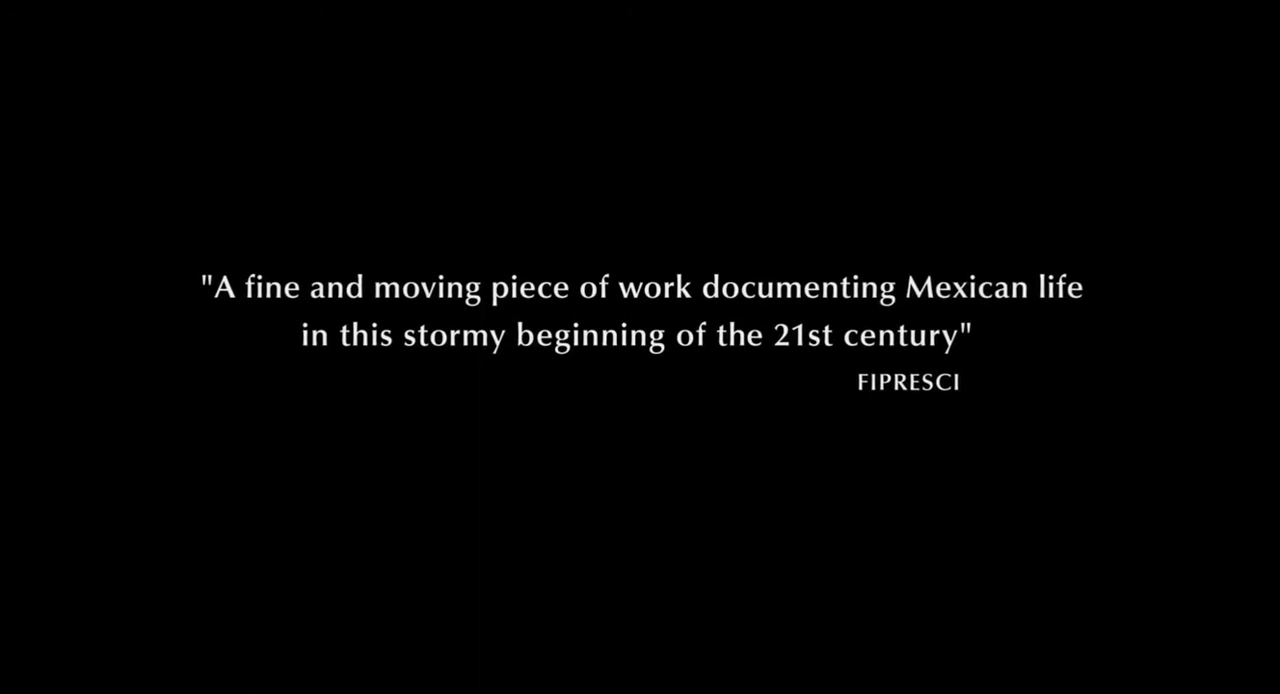 "A fine and moving piece of work documenting Mexican life
in this stormy beginning of the 21st century"
FIPRESCI